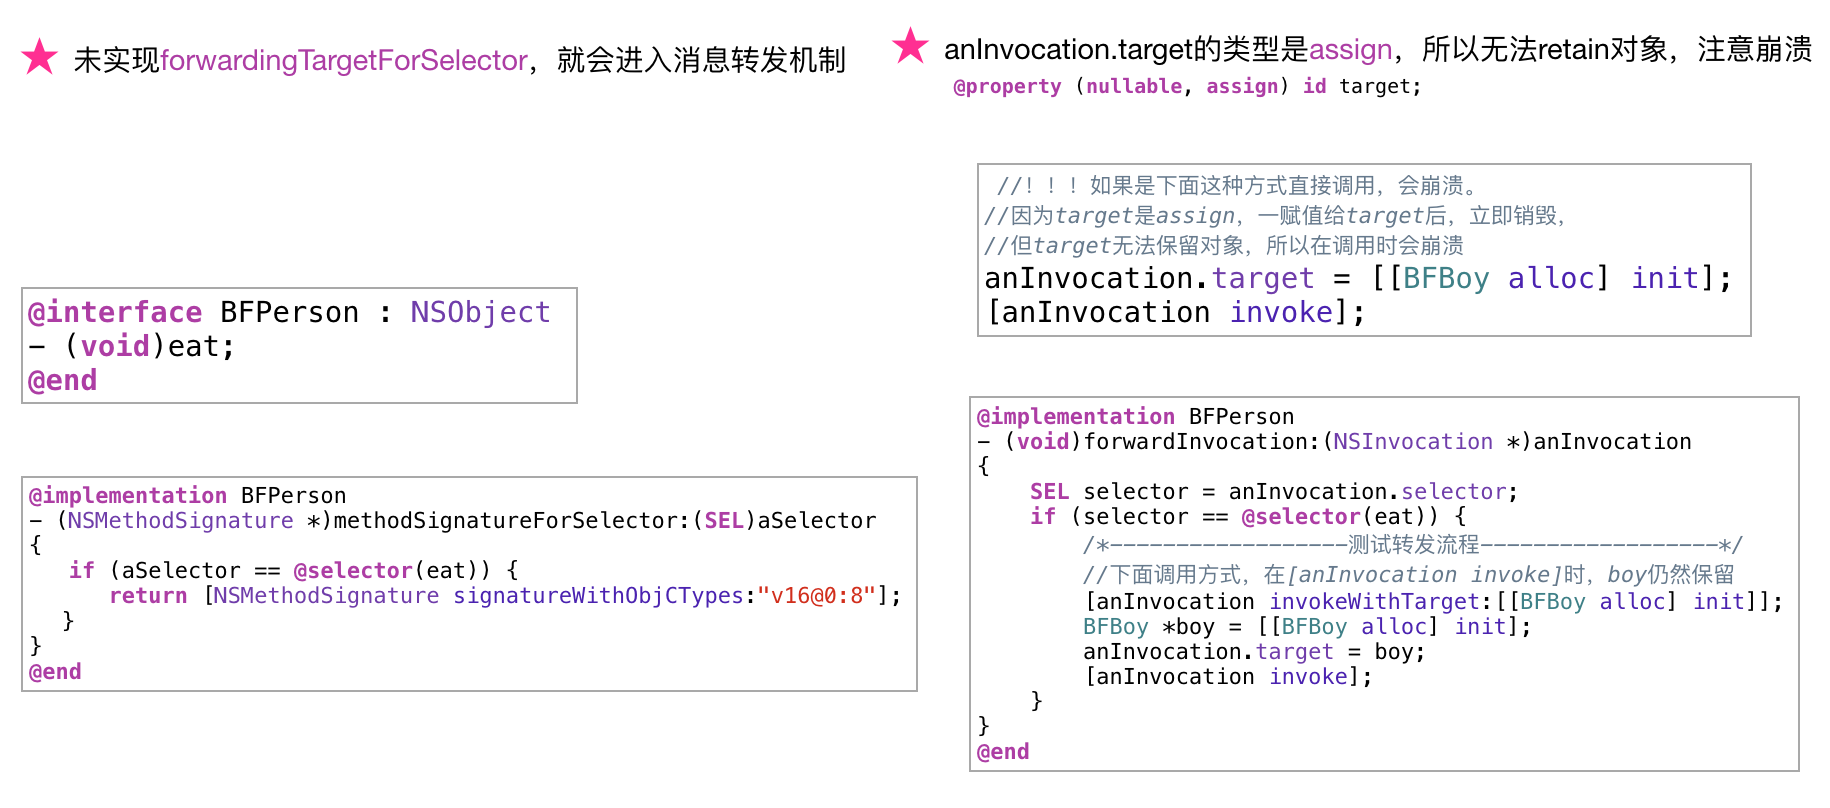 ★ 未实现forwardingTargetForSelector，就会进入消息转发机制
@interface BFPerson : NSObject
- (void)eat;
@end
@implementation BFPerson
- (NSMethodSignature *)methodSignatureForSelector:(SEL)aSelector
{
   if (aSelector == @selector(eat)) {
      return [NSMethodSignature signatureWithObjCTypes:"v16@0:8"];
   }
}
@end
★ anInvocation.target的类型是assign，所以无法retain对象，注意崩溃
@property (nullable, assign) id target;
//！！！如果是下面这种方式直接调用，会崩溃。
//因为target是assign，一赋值给target后，立即销毁，
//但target无法保留对象，所以在调用时会崩溃
anInvocation.target = [[BFBoy alloc] init];
[anInvocation invoke];
@implementation BFPerson
- (void)forwardInvocation:(NSInvocation *)anInvocation
{
    SEL selector = anInvocation.selector;
    if (selector == @selector(eat)) {
        /*------------------测试转发流程------------------*/
        //下面调用方式，在[anInvocation invoke]时，boy仍然保留
        [anInvocation invokeWithTarget:[[BFBoy alloc] init]];
        BFBoy *boy = [[BFBoy alloc] init];
        anInvocation.target = boy;
        [anInvocation invoke];
    }
}
@end